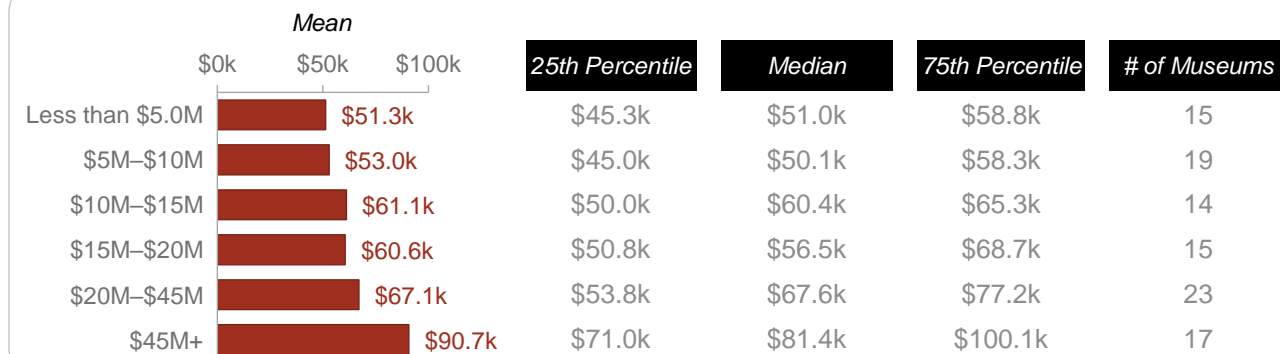 Mean
$0k $50k $100k 25th Percentile Median 75th Percentile # of Museums
Less than $5.0M $51.3k $45.3k $51.0k $58.8k 15
$5M–$10M $53.0k $45.0k $50.1k $58.3k 19
$10M–$15M $61.1k $50.0k $60.4k $65.3k 14
$15M–$20M $60.6k $50.8k $56.5k $68.7k 15
$20M–$45M $67.1k $53.8k $67.6k $77.2k 23
$45M+ $90.7k $71.0k $81.4k $100.1k 17